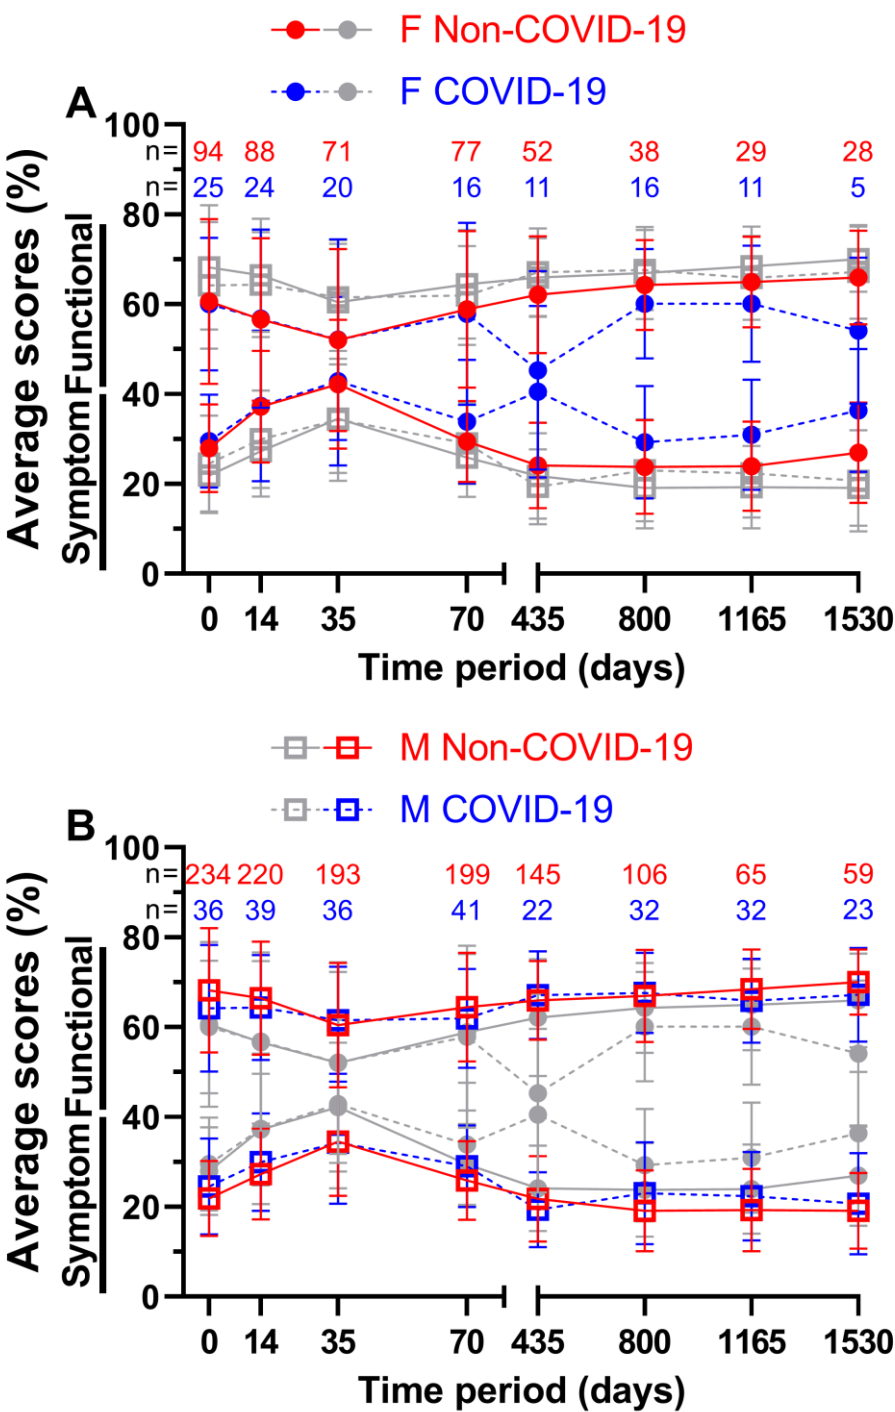 F Non-COVID-19
F COVID-19
A
100
n= 94 88 71 77 52 38 29 28
n= 25 24 20 16 11 16 11 5
80
60
40
20
0
Average scores (%)
Symptom Functional
0 14 35 70 435 800 1165 1530
Time period (days)
M Non-COVID-19
M COVID-19
B
100
n= 234 220 193 199 145 106 65 59
n= 36 39 36 41 22 32 32 23
80
60
40
20
0
Average scores (%)
Symptom Functional
0 14 35 70 435 800 1165 1530
Time period (days)